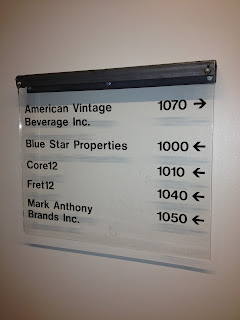 American Vintage 1070 →
Beverage Inc.
Blue Star Properties 1000 ←
Core12 1010 ←
Fret12 1040 ←
Mark Anthony 1050 ←
Brands Inc.